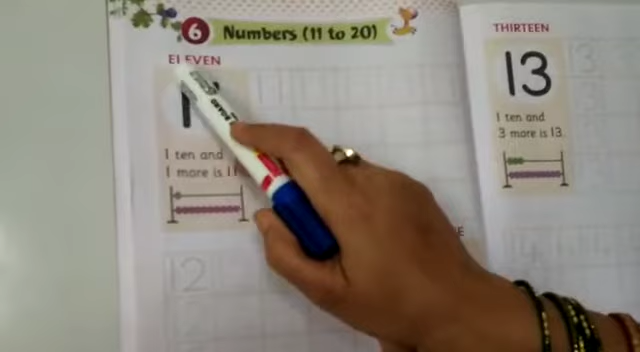 6 Numbers (11 to 20)
ELEVEN
1 ten and
1 more is 11
12
THIRTEEN
13
13
1 ten and
3 more is 13.